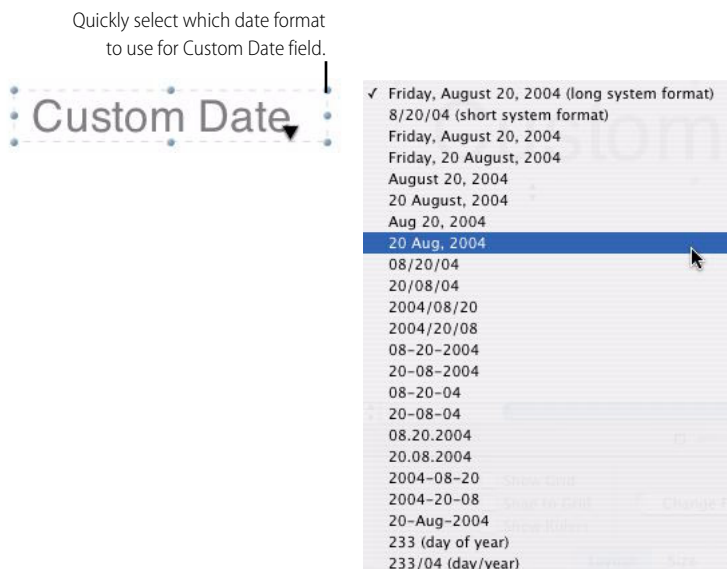 Quickly select which date format
to use for Custom Date field.
Custom Date
✓ Friday, August 20, 2004 (long system format)
8/20/04 (short system format)
Friday, August 20, 2004
Friday, 20 August, 2004
August 20, 2004
20 August, 2004
Aug 20, 2004
20 Aug, 2004
08/20/04
20/08/04
2004/08/20
2004/20/08
08-20-2004
20-08-2004
08-20-04
20-08-04
08.20.2004
20.08.2004
2004-08-20
2004-20-08
20-Aug-2004
233 (day of year)
233/04 (day/year)